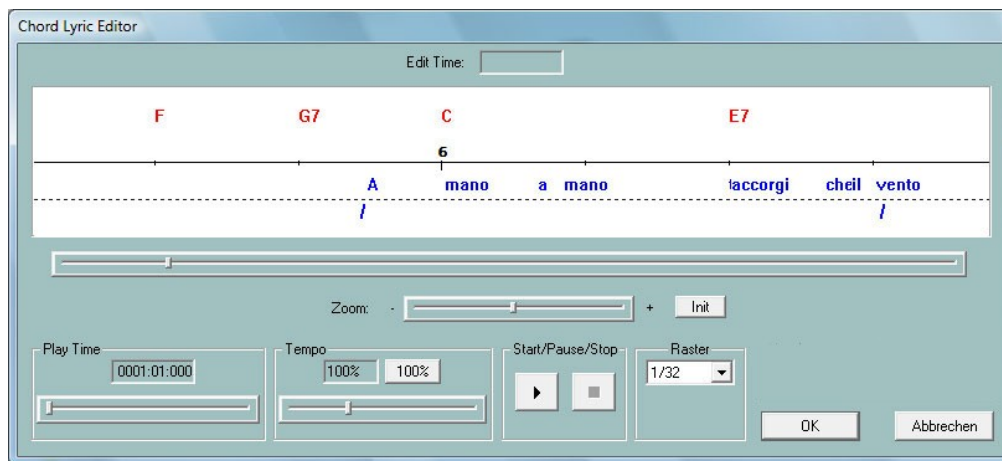 Chord Lyric Editor
Edit Time:
F G7 C E7
6
A mano a mano t'accorgi cheil vento
/ /
Zoom: - + Init
Play Time Tempo Start/Pause/Stop Raster
0001:01:000 100% 100% 1/32
OK Abbrechen